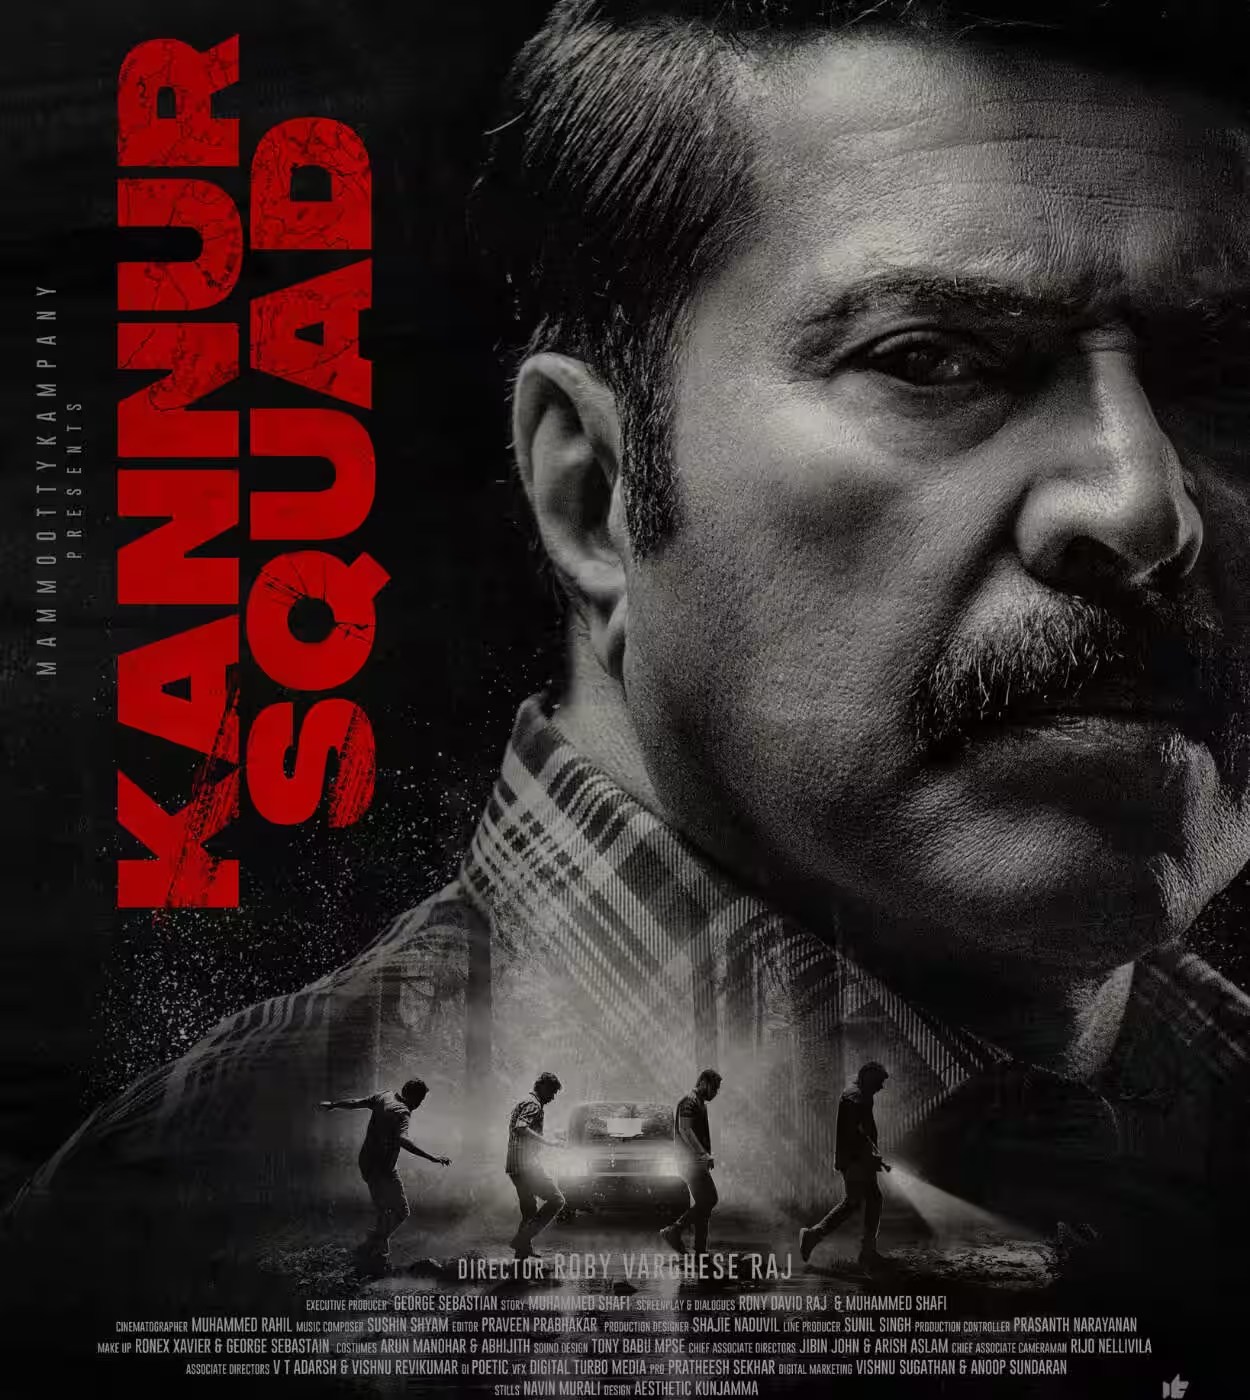 MAMMOOTTYKAMPANY
PRESENTS
KANNUR
SQUAD
DIRECTOR ROBY VARGHESE RAJ
EXECUTIVE PRODUCER GEORGE SEBASTIAN STORY MUHAMMED SHAFI SCREENPLAY & DIALOGUES RONY DAVID RAJ & MUHAMMED SHAFI
CINEMATOGRAPHER MUHAMMED RAHIL MUSIC COMPOSER SUSHIN SHYAM EDITOR PRAVEEN PRABHAKAR PRODUCTION DESIGNER SHAJIE NADUVIL LINE PRODUCER SUNIL SINGH PRODUCTION CONTROLLER PRASANTH NARAYANAN
MAKE UP RONEX XAVIER & GEORGE SEBASTAIN COSTUMES ARUN MANOHAR & ABHIJITH SOUND DESIGN TONY BABU MPSE CHIEF ASSOCIATE DIRECTORS JIBIN JOHN & ARISH ASLAM CHIEF ASSOCIATE CAMERAMAN RIJO NELLIVILA
ASSOCIATE DIRECTORS V T ADARSH & VISHNU REVIKUMAR DI POETIC VFX DIGITAL TURBO MEDIA PRO PRATHEESH SEKHAR DIGITAL MARKETING VISHNU SUGATHAN & ANOOP SUNDARAN
STILLS NAVIN MURALI DESIGN AESTHETIC KUNJAMMA